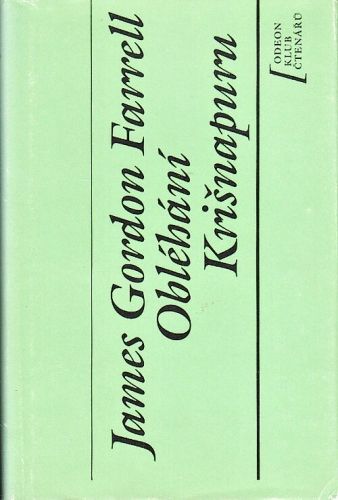 James Gordon Farrell
Obléhání
Krišnapuru
ODEON
KLUB
ČTENÁŘŮ